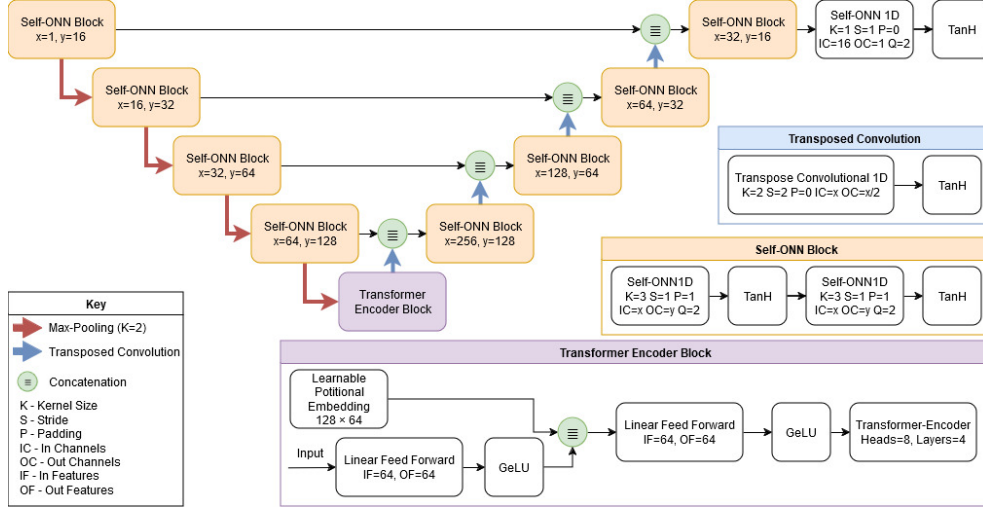 Self-ONN Block
x=1, y=16
Self-ONN Block
x=32, y=16
Self-ONN 1D
K=1 S=1 P=0
IC=16 OC=1 Q=2
TanH
Self-ONN Block
x=16, y=32
Self-ONN Block
x=64, y=32
Self-ONN Block
x=32, y=64
Self-ONN Block
x=128, y=64
Self-ONN Block
x=64, y=128
Self-ONN Block
x=256, y=128
Transformer
Encoder Block
Transposed Convolution
Transpose Convolutional 1D
K=2 S=2 P=0 IC=x OC=x/2
TanH
Self-ONN Block
Self-ONN1D
K=3 S=1 P=1
IC=x OC=y Q=2
TanH
Self-ONN1D
K=3 S=1 P=1
IC=x OC=y Q=2
TanH
Key
Max-Pooling (K=2)
Transposed Convolution
Concatenation
K - Kernel Size
S - Stride
P - Padding
IC - In Channels
OC - Out Channels
IF - In Features
OF - Out Features
Transformer Encoder Block
Learnable
Potitional
Embedding
128 × 64
Input
Linear Feed Forward
IF=64, OF=64
GeLU
Linear Feed Forward
IF=64, OF=64
GeLU
Transformer-Encoder
Heads=8, Layers=4